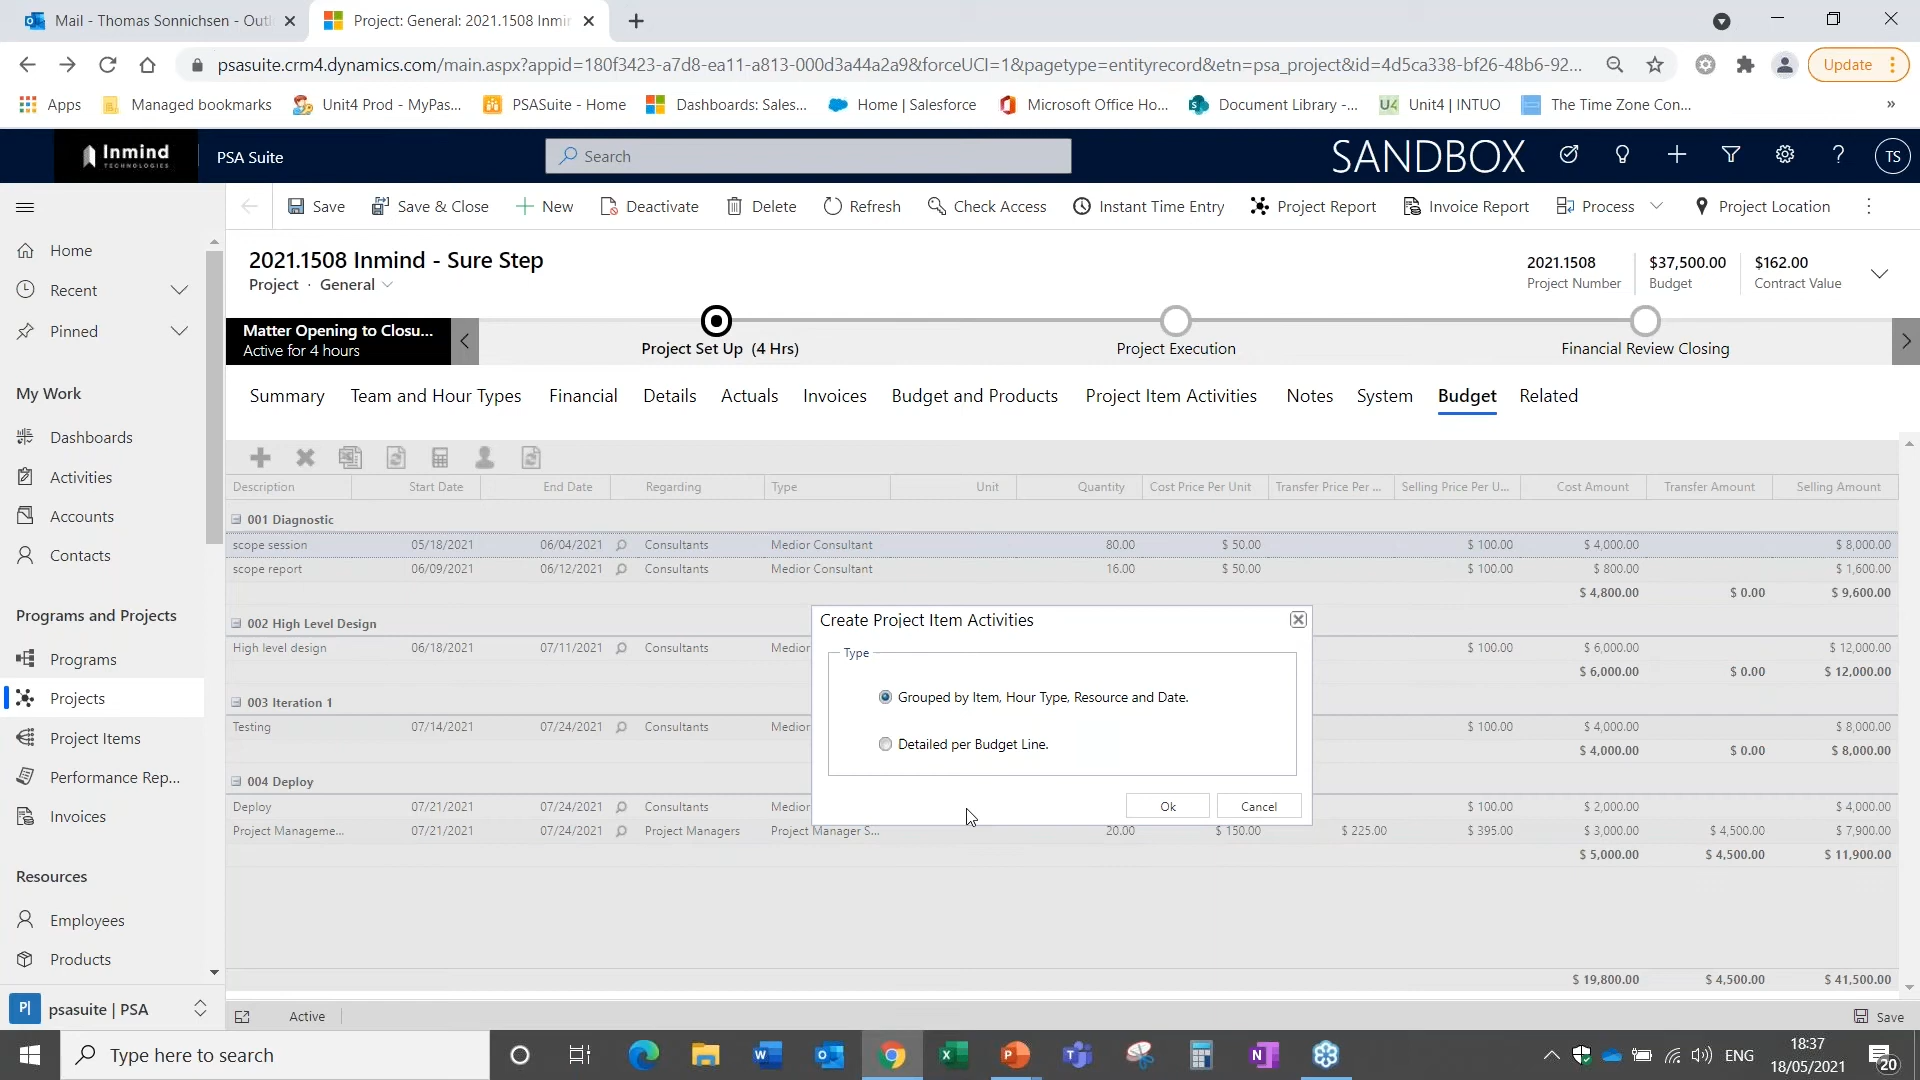 Mail - Thomas Sonnichsen - Outl
Project: General: 2021.1508 Inmin
psasuite.crm4.dynamics.com/main.aspx?appid=180f3423-a7d8-ea11-a813-000d3a44a2a9&forceUCI=1&pagetype=entityrecord&etn=psa_project&id=4d5ca338-bf26-48b6-92...
Update
Apps
Managed bookmarks
Unit4 Prod - MyPas...
PSASuite - Home
Dashboards: Sales...
Home | Salesforce
Microsoft Office Ho...
Document Library -...
U4 Unit4 | INTUO
The Time Zone Con...
»
Inmind
TECHNOLOGIES
PSA Suite
Search
SANDBOX
TS
Save
Save & Close
New
Deactivate
Delete
Refresh
Check Access
Instant Time Entry
Project Report
Invoice Report
Process
Project Location
Home
Recent
Pinned
My Work
Dashboards
Activities
Accounts
Contacts
Programs and Projects
Programs
Projects
Project Items
Performance Rep...
Invoices
Resources
Employees
Products
P| psasuite | PSA
2021.1508 Inmind - Sure Step
Project · General
2021.1508
Project Number
$37,500.00
Budget
$162.00
Contract Value
Matter Opening to Closu...
Active for 4 hours
Project Set Up (4 Hrs)
Project Execution
Financial Review Closing
Summary Team and Hour Types Financial Details Actuals Invoices Budget and Products Project Item Activities Notes System Budget Related
Description Start Date End Date Regarding Type Unit Quantity Cost Price Per Unit Transfer Price Per ... Selling Price Per U... Cost Amount Transfer Amount Selling Amount
001 Diagnostic
scope session 05/18/2021 06/04/2021 Consultants Medior Consultant 80.00 $ 50.00 $ 100.00 $ 4,000.00 $ 8,000.00
scope report 06/09/2021 06/12/2021 Consultants Medior Consultant 16.00 $ 50.00 $ 100.00 $ 800.00 $ 1,600.00
$ 4,800.00 $ 0.00 $ 9,600.00
002 High Level Design
High level design 06/18/2021 07/11/2021 Consultants Medior $ 100.00 $ 6,000.00 $ 12,000.00
$ 6,000.00 $ 0.00 $ 12,000.00
003 Iteration 1
Testing 07/14/2021 07/24/2021 Consultants Medior $ 100.00 $ 4,000.00 $ 8,000.00
$ 4,000.00 $ 0.00 $ 8,000.00
004 Deploy
Deploy 07/21/2021 07/24/2021 Consultants Medior $ 100.00 $ 2,000.00 $ 4,000.00
Project Manageme... 07/21/2021 07/24/2021 Project Managers Project Manager S... 20.00 $ 150.00 $ 225.00 $ 395.00 $ 3,000.00 $ 4,500.00 $ 7,900.00
$ 5,000.00 $ 4,500.00 $ 11,900.00
$ 19,800.00 $ 4,500.00 $ 41,500.00
Create Project Item Activities
Type
Grouped by Item, Hour Type, Resource and Date.
Detailed per Budget Line.
Ok
Cancel
Active
Save
Type here to search
ENG
18:37
18/05/2021
20